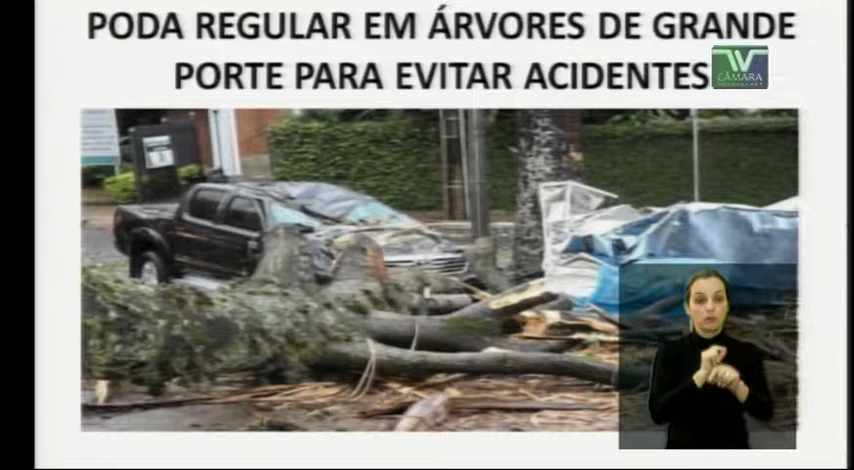 PODA REGULAR EM ÁRVORES DE GRANDE
PORTE PARA EVITAR ACIDENTES
TV
CÂMARA